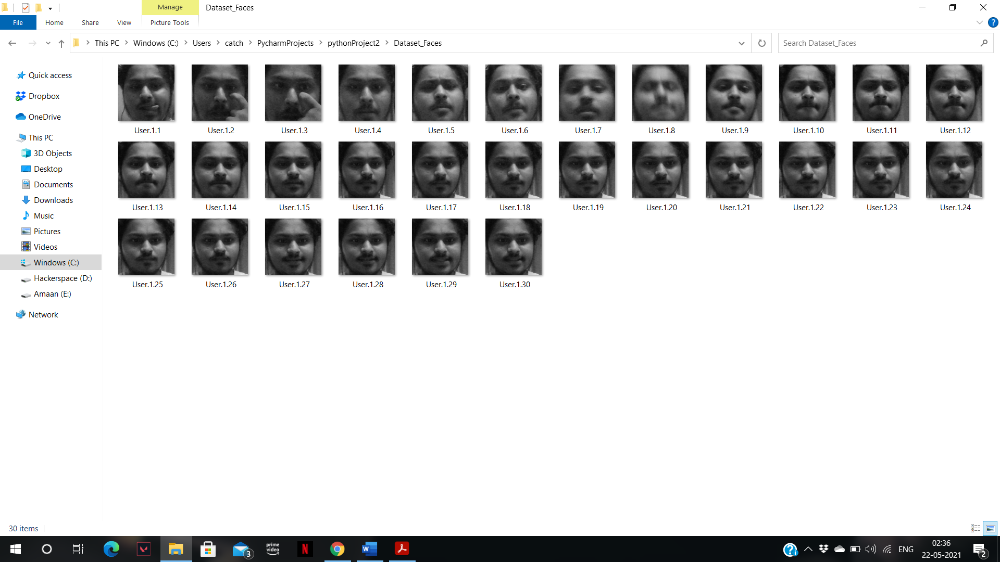 Manage
Dataset_Faces
File
Home
Share
View
Picture Tools
This PC
Windows (C:)
Users
catch
PycharmProjects
pythonProject2
Dataset_Faces
Search Dataset_Faces
Quick access
Dropbox
OneDrive
This PC
3D Objects
Desktop
Documents
Downloads
Music
Pictures
Videos
Windows (C:)
Hackerspace (D:)
Amaan (E:)
Network
User.1.1
User.1.2
User.1.3
User.1.4
User.1.5
User.1.6
User.1.7
User.1.8
User.1.9
User.1.10
User.1.11
User.1.12
User.1.13
User.1.14
User.1.15
User.1.16
User.1.17
User.1.18
User.1.19
User.1.20
User.1.21
User.1.22
User.1.23
User.1.24
User.1.25
User.1.26
User.1.27
User.1.28
User.1.29
User.1.30
30 items
3
prime
video
N
W
ENG
02:36
22-05-2021
2